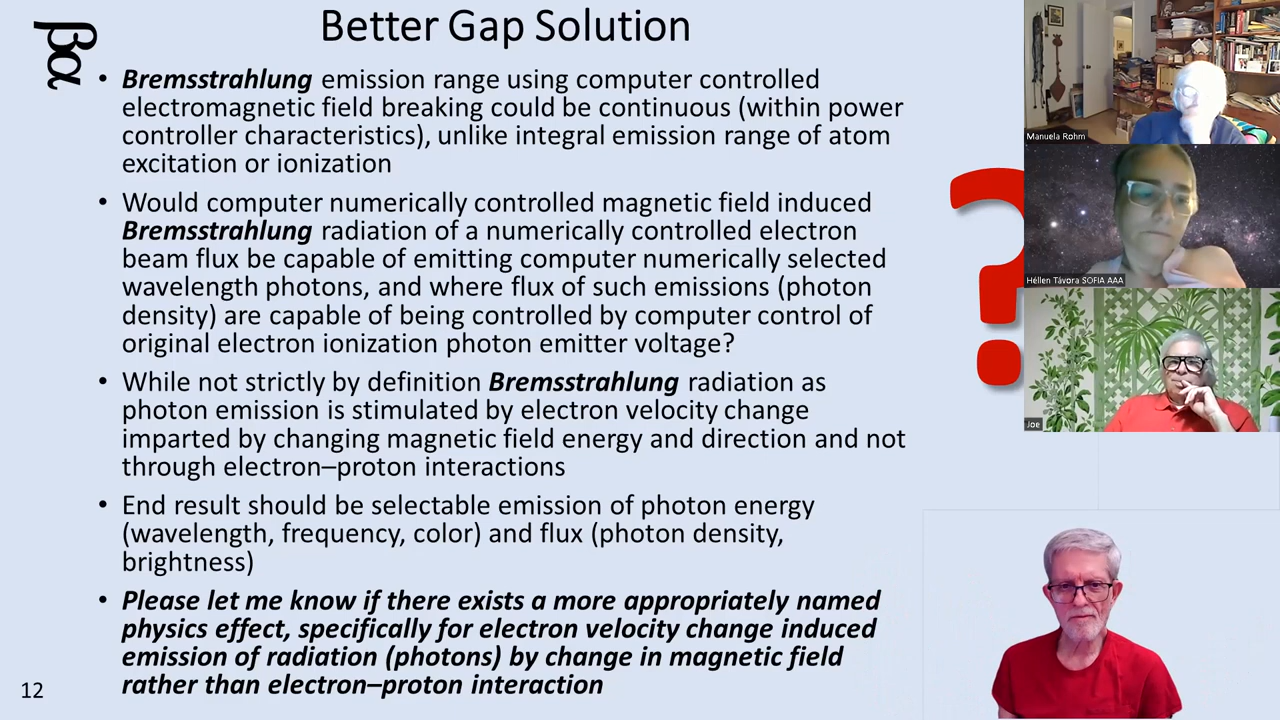 Better Gap Solution
βα
• Bremsstrahlung emission range using computer controlled
electromagnetic field breaking could be continuous (within power
controller characteristics), unlike integral emission range of atom
excitation or ionization
• Would computer numerically controlled magnetic field induced
Bremsstrahlung radiation of a numerically controlled electron
beam flux be capable of emitting computer numerically selected
wavelength photons, and where flux of such emissions (photon
density) are capable of being controlled by computer control of
original electron ionization photon emitter voltage?
• While not strictly by definition Bremsstrahlung radiation as
photon emission is stimulated by electron velocity change
imparted by changing magnetic field energy and direction and not
through electron–proton interactions
• End result should be selectable emission of photon energy
(wavelength, frequency, color) and flux (photon density,
brightness)
• Please let me know if there exists a more appropriately named
physics effect, specifically for electron velocity change induced
emission of radiation (photons) by change in magnetic field
rather than electron–proton interaction
12
?
Manuela Rohm
Héllen Távora SOFIA AAA
Joe